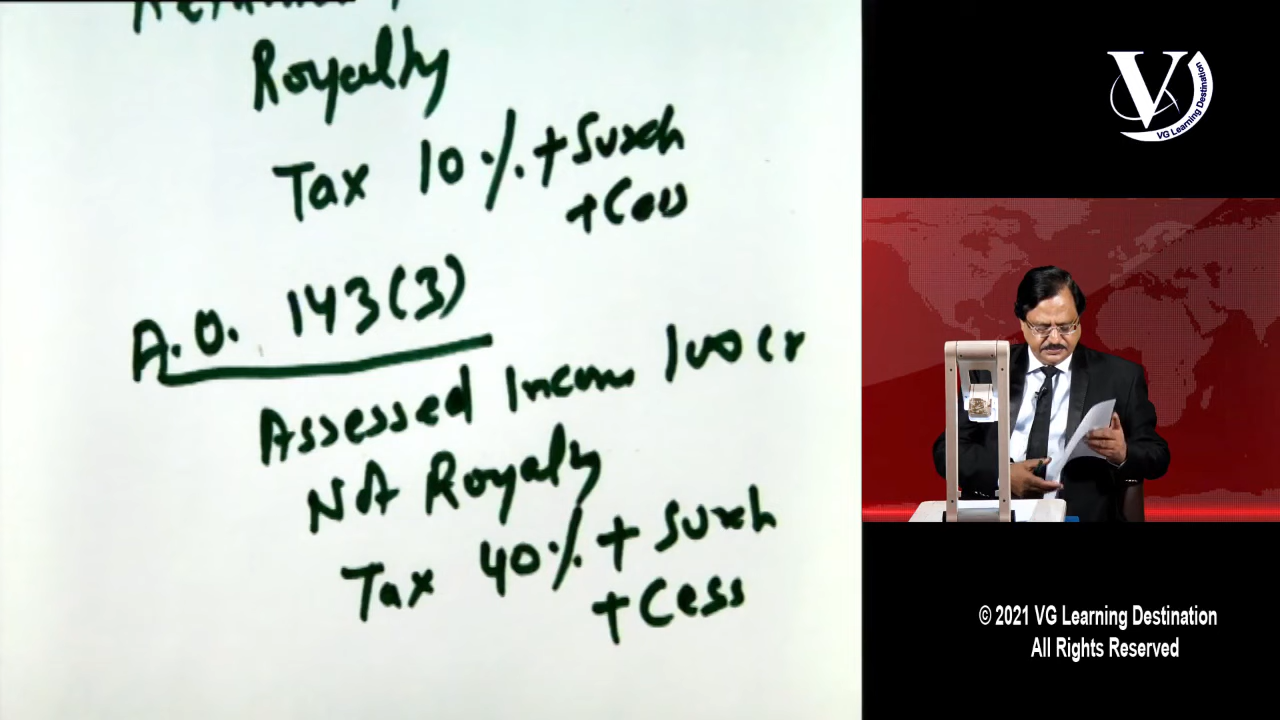 Royalty
Tax 10% + Surch
+ Cess
A.O. 143(3)
Assessed Income 100 Cr
Not Royalty
Tax 40% + Surch
+ Cess
V
VG Learning Destination
© 2021 VG Learning Destination
All Rights Reserved